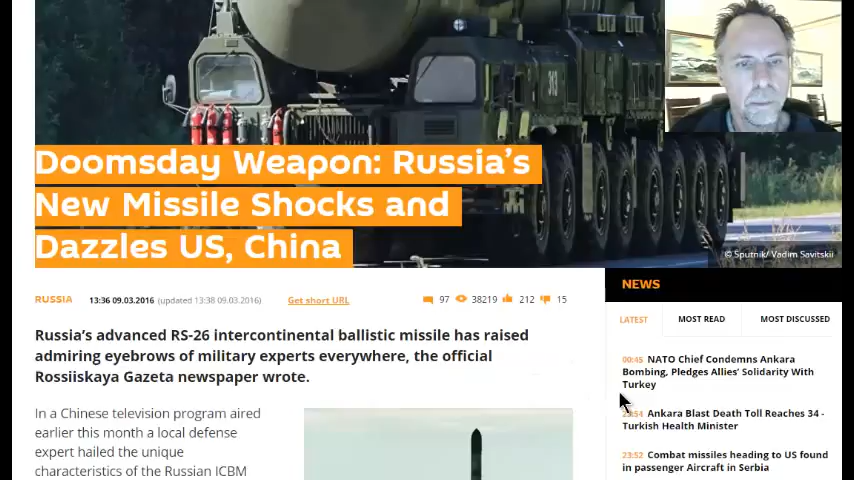 313
Doomsday Weapon: Russia's
New Missile Shocks and
Dazzles US, China
© Sputnik/ Vadim Savitskii
RUSSIA 13:36 09.03.2016 (updated 13:38 09.03.2016) Get short URL 97 38219 212 15
Russia's advanced RS-26 intercontinental ballistic missile has raised
admiring eyebrows of military experts everywhere, the official
Rossiiskaya Gazeta newspaper wrote.
In a Chinese television program aired
earlier this month a local defense
expert hailed the unique
characteristics of the Russian ICBM
NEWS
LATEST MOST READ MOST DISCUSSED
00:45 NATO Chief Condemns Ankara
Bombing, Pledges Allies' Solidarity With
Turkey
Ankara Blast Death Toll Reaches 34 -
Turkish Health Minister
23:52 Combat missiles heading to US found
in passenger Aircraft in Serbia